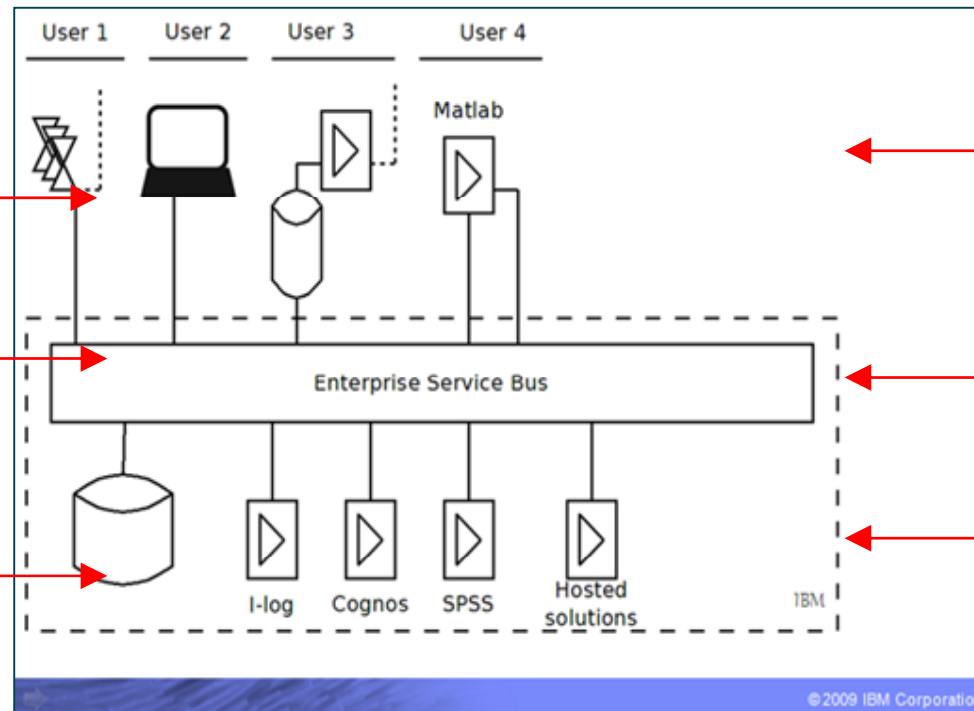 User 1 User 2 User 3 User 4
Matlab
Enterprise Service Bus
I-log Cognos SPSS Hosted
solutions
IBM
©2009 IBM Corporatio